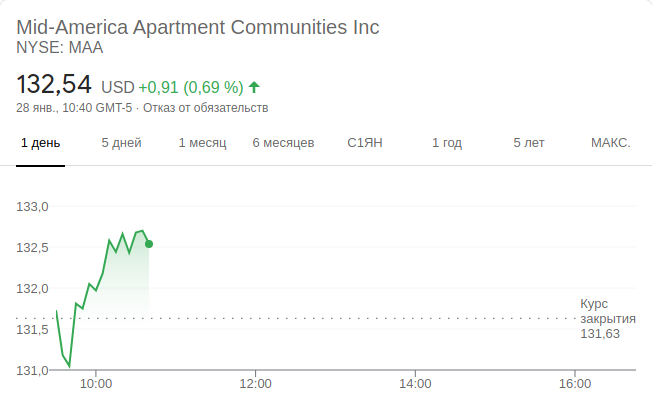 Mid-America Apartment Communities Inc
NYSE: MAA
132,54 USD +0,91 (0,69 %)
28 янв., 10:40 GMT-5 · Отказ от обязательств
1 день 5 дней 1 месяц 6 месяцев С1ЯН 1 год 5 лет МАКС.
133,0
132,5
132,0
131,5
131,0
Курс
закрытия
131,63
10:00 12:00 14:00 16:00